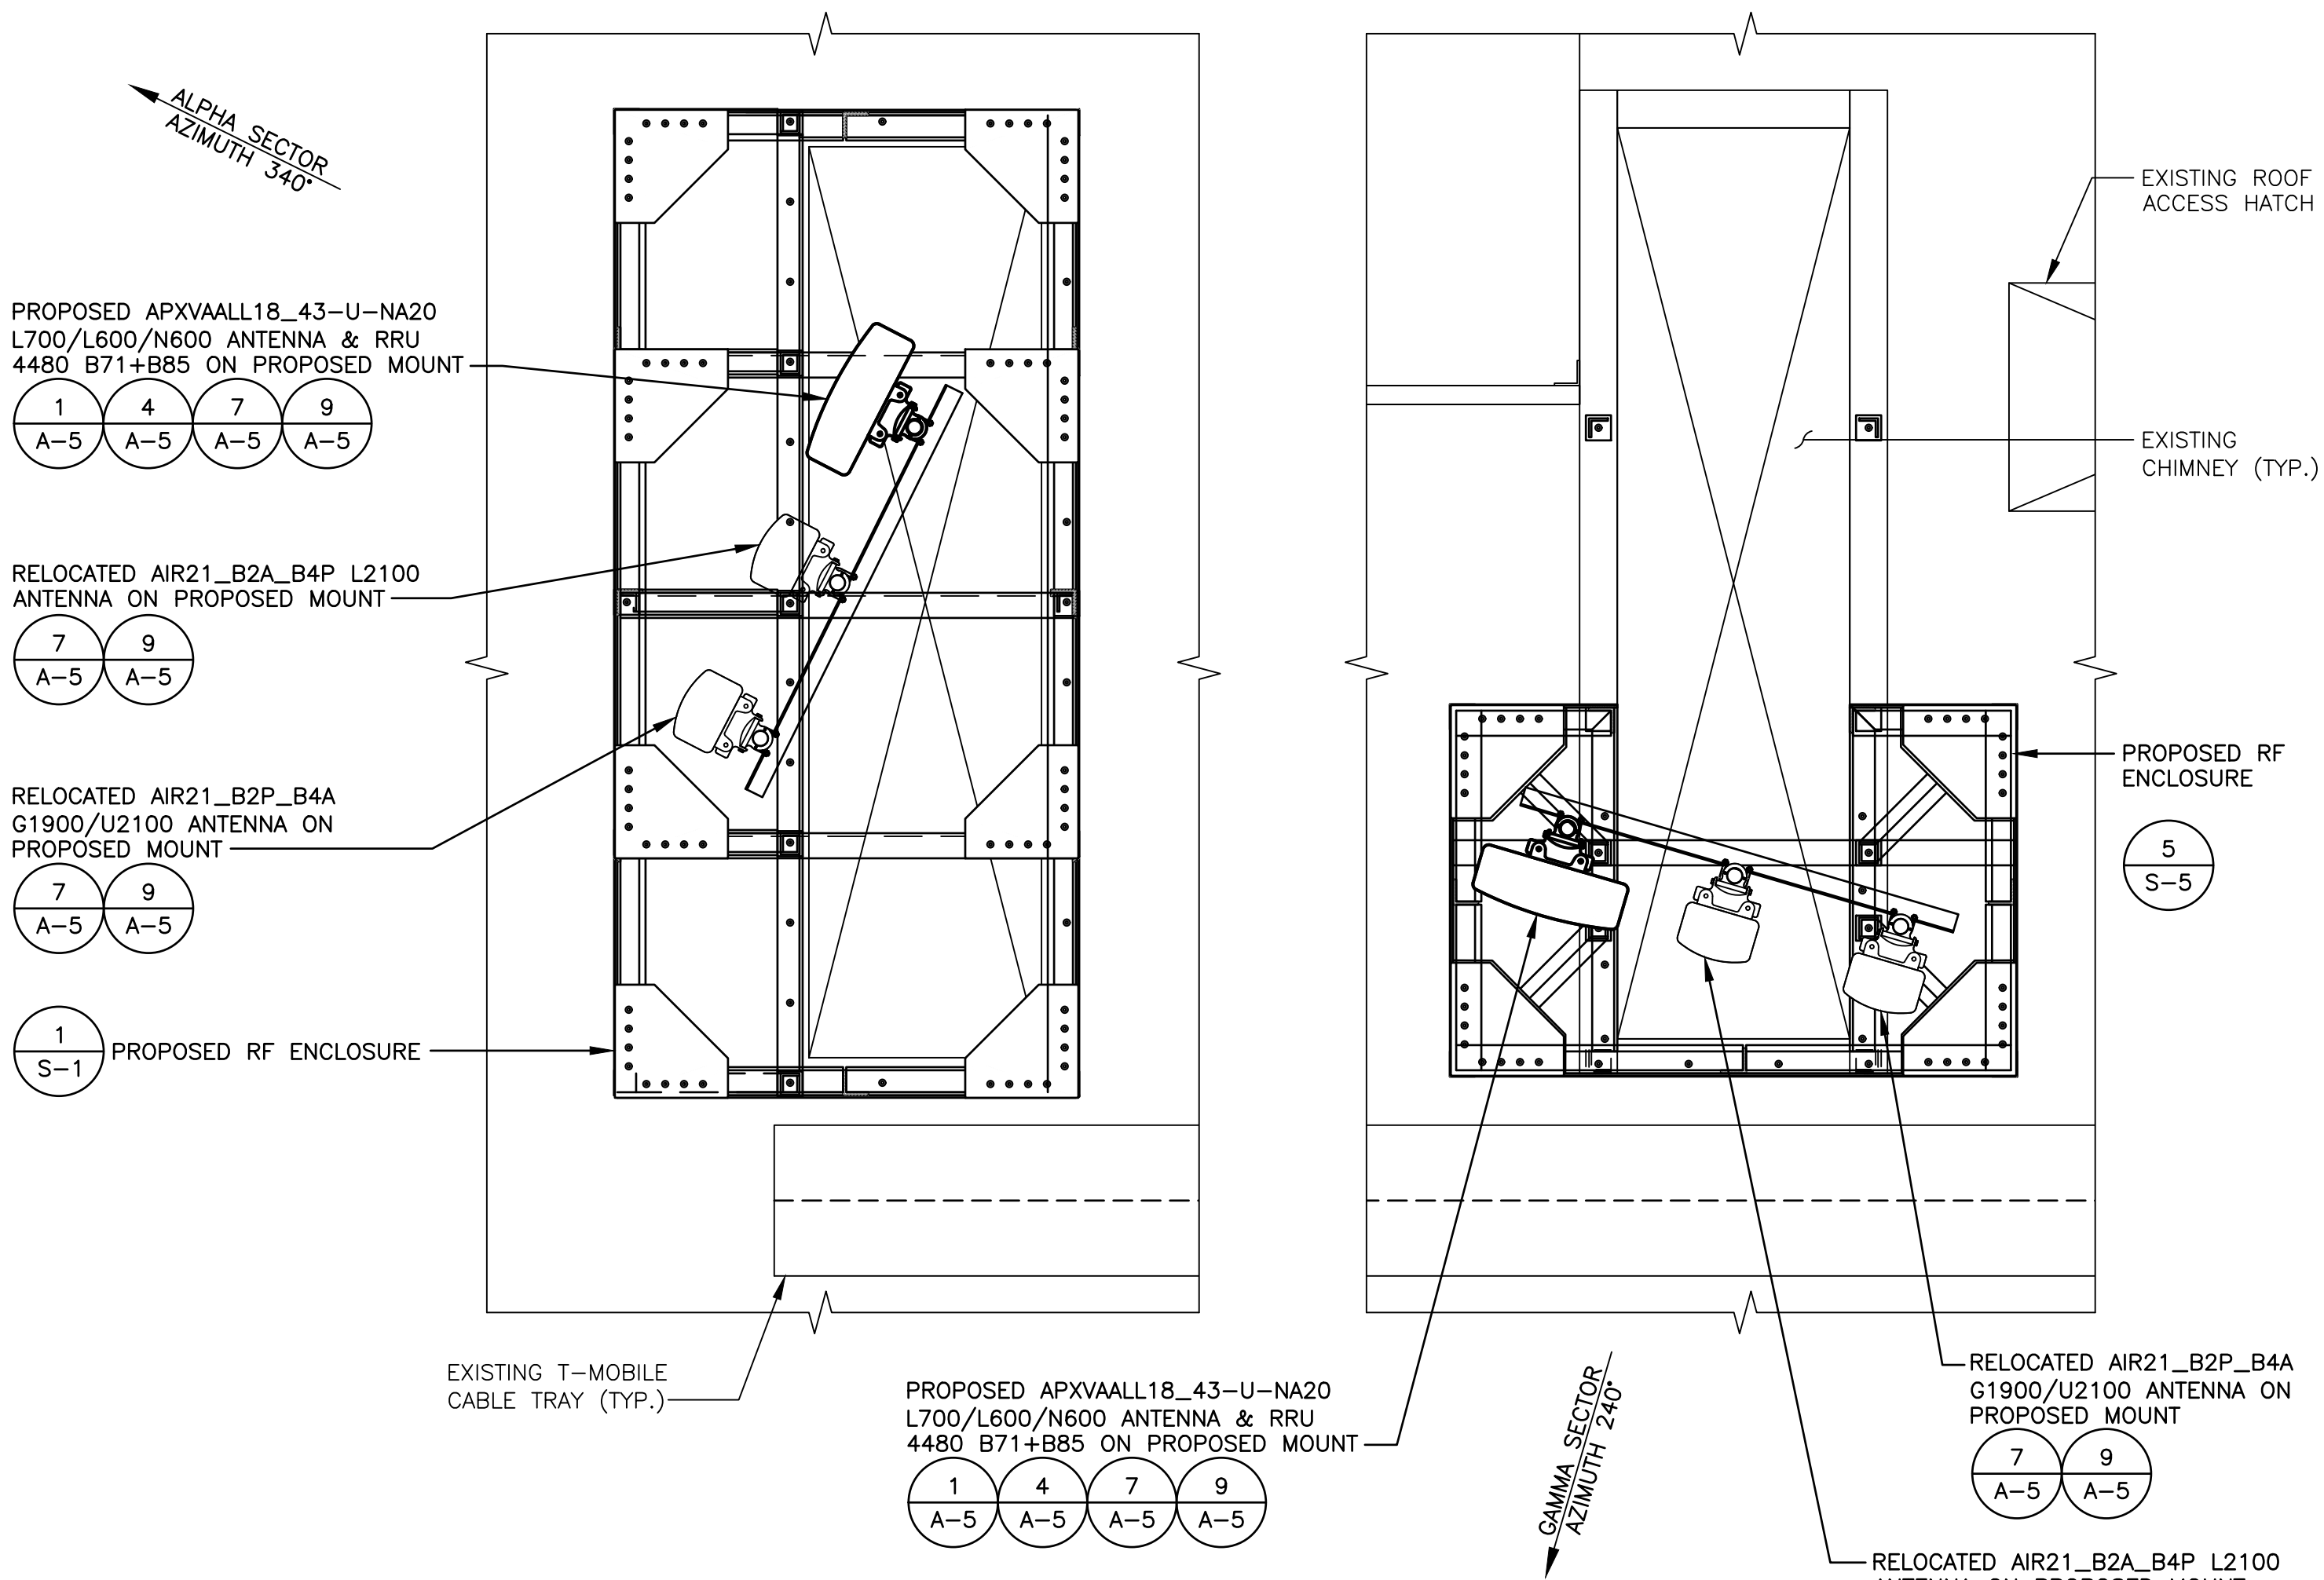 ALPHA SECTOR
AZIMUTH 340°
PROPOSED APXVAALL18_43-U-NA20
L700/L600/N600 ANTENNA & RRU
4480 B71+B85 ON PROPOSED MOUNT
1 4 7 9
A-5 A-5 A-5 A-5
RELOCATED AIR21_B2A_B4P L2100
ANTENNA ON PROPOSED MOUNT
7 9
A-5 A-5
RELOCATED AIR21_B2P_B4A
G1900/U2100 ANTENNA ON
PROPOSED MOUNT
7 9
A-5 A-5
1
S-1
PROPOSED RF ENCLOSURE
EXISTING T-MOBILE
CABLE TRAY (TYP.)
EXISTING ROOF
ACCESS HATCH
EXISTING
CHIMNEY (TYP.)
PROPOSED RF
ENCLOSURE
5
S-5
PROPOSED APXVAALL18_43-U-NA20
L700/L600/N600 ANTENNA & RRU
4480 B71+B85 ON PROPOSED MOUNT
1 4 7 9
A-5 A-5 A-5 A-5
GAMMA SECTOR
AZIMUTH 240°
RELOCATED AIR21_B2P_B4A
G1900/U2100 ANTENNA ON
PROPOSED MOUNT
7 9
A-5 A-5
RELOCATED AIR21_B2A_B4P L2100